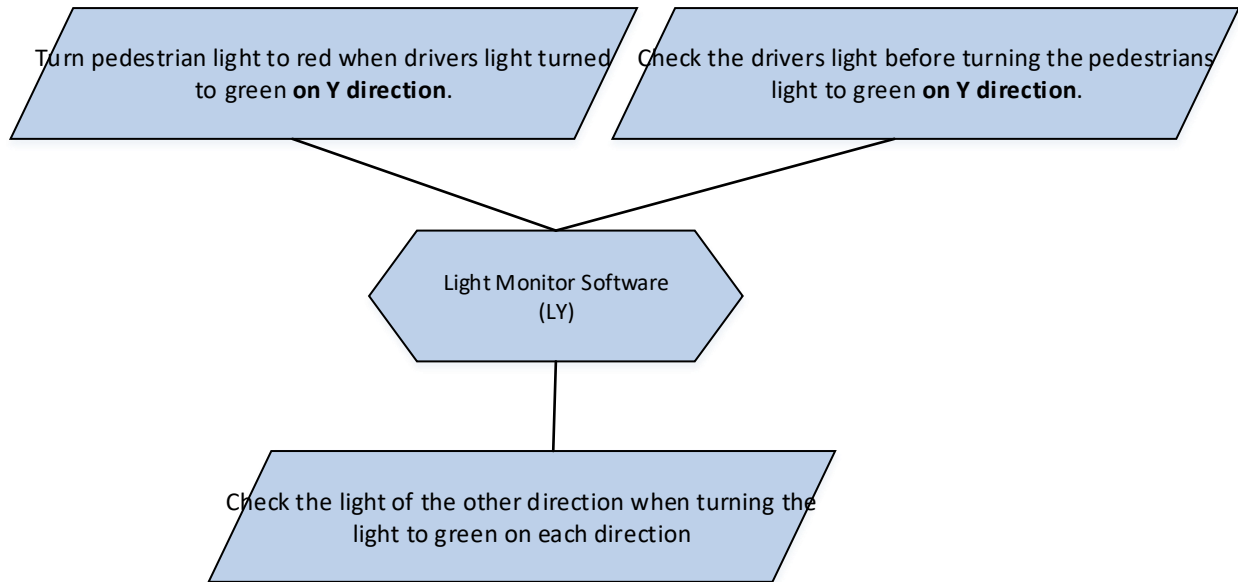 Turn pedestrian light to red when drivers light turned
to green on Y direction.
Check the drivers light before turning the pedestrians
light to green on Y direction.
Light Monitor Software
(LY)
Check the light of the other direction when turning the
light to green on each direction